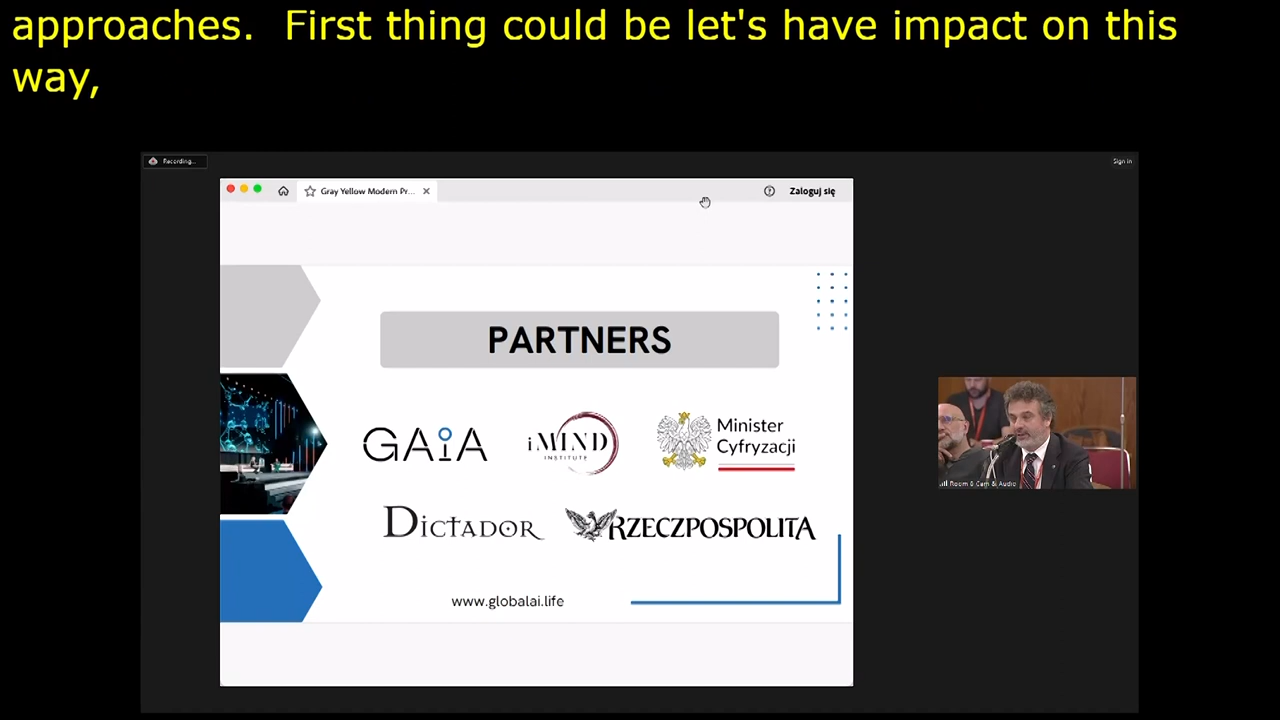 approaches.  First thing could be let's have impact on this
way,
Recording...
Sign in
Gray Yellow Modern Pr...
Zaloguj się
PARTNERS
GAiA
iMIND
INSTITUTE
Minister
Cyfryzacji
DICTADOR
RZECZPOSPOLITA
www.globalai.life
Room & Cam & Audio